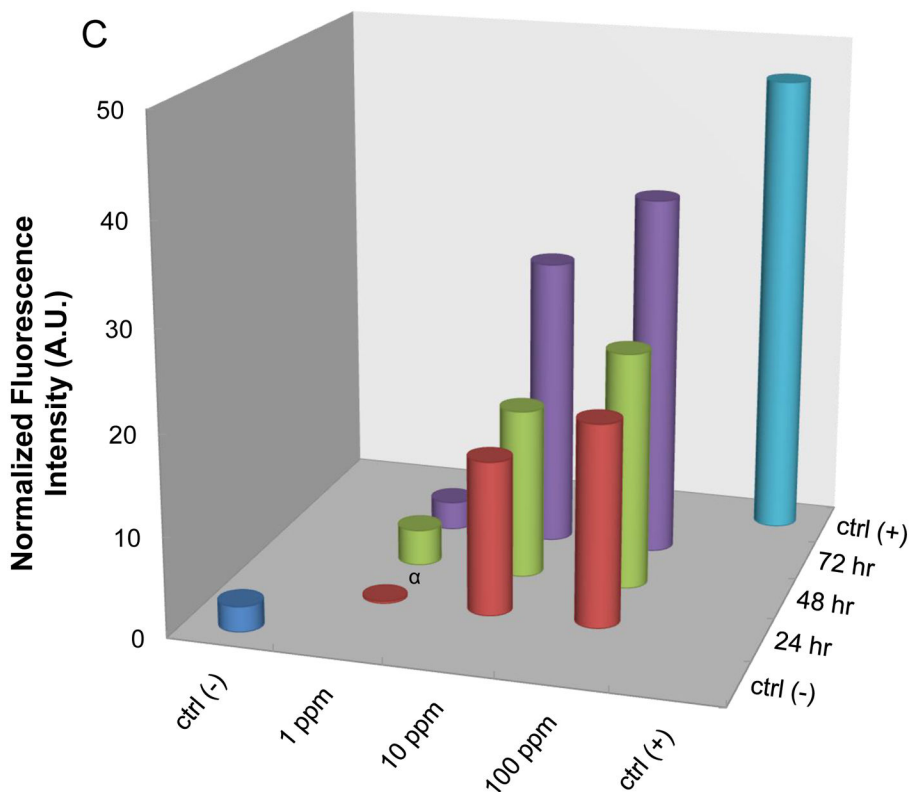 C
Normalized Fluorescence
Intensity (A.U.)
50
40
30
20
10
0
α
ctrl (-)
1 ppm
10 ppm
100 ppm
ctrl (+)
ctrl (+)
72 hr
48 hr
24 hr
ctrl (-)